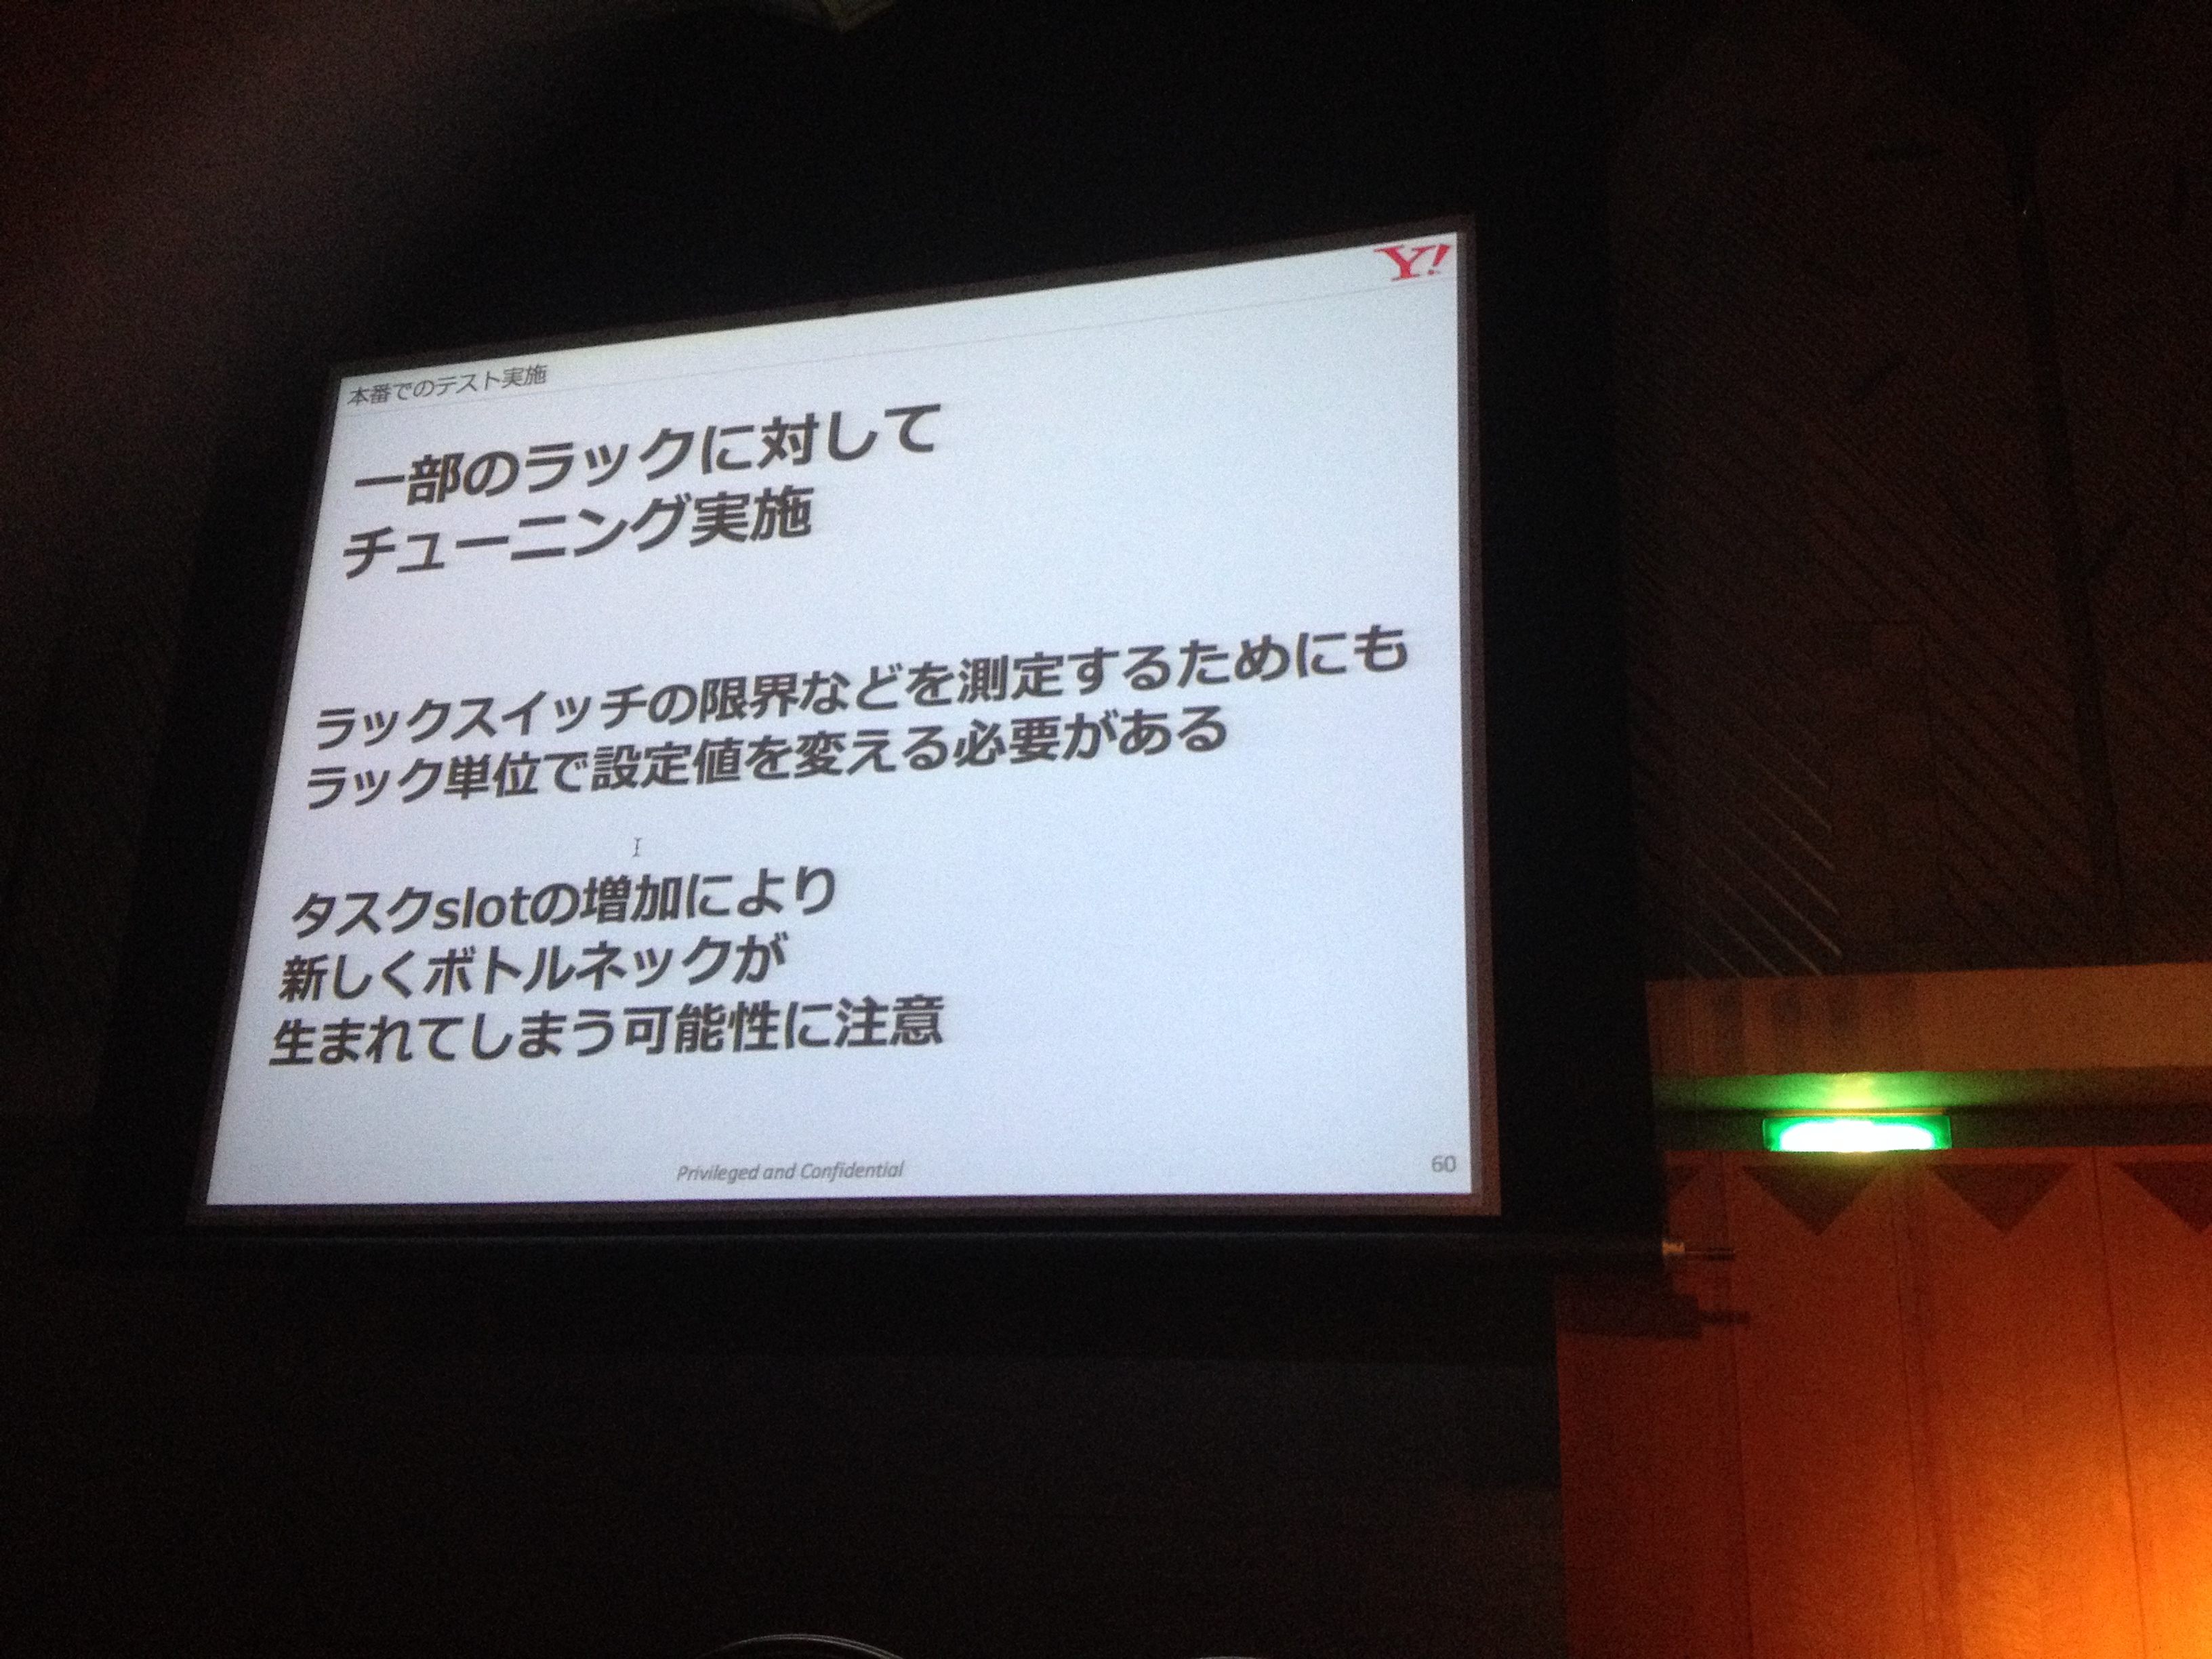 Y!
本番でのテスト実施
一部のラックに対して
チューニング実施
ラックスイッチの限界などを測定するためにも
ラック単位で設定値を変える必要がある
タスクslotの増加により
新しくボトルネックが
生まれてしまう可能性に注意
Privileged and Confidential
60